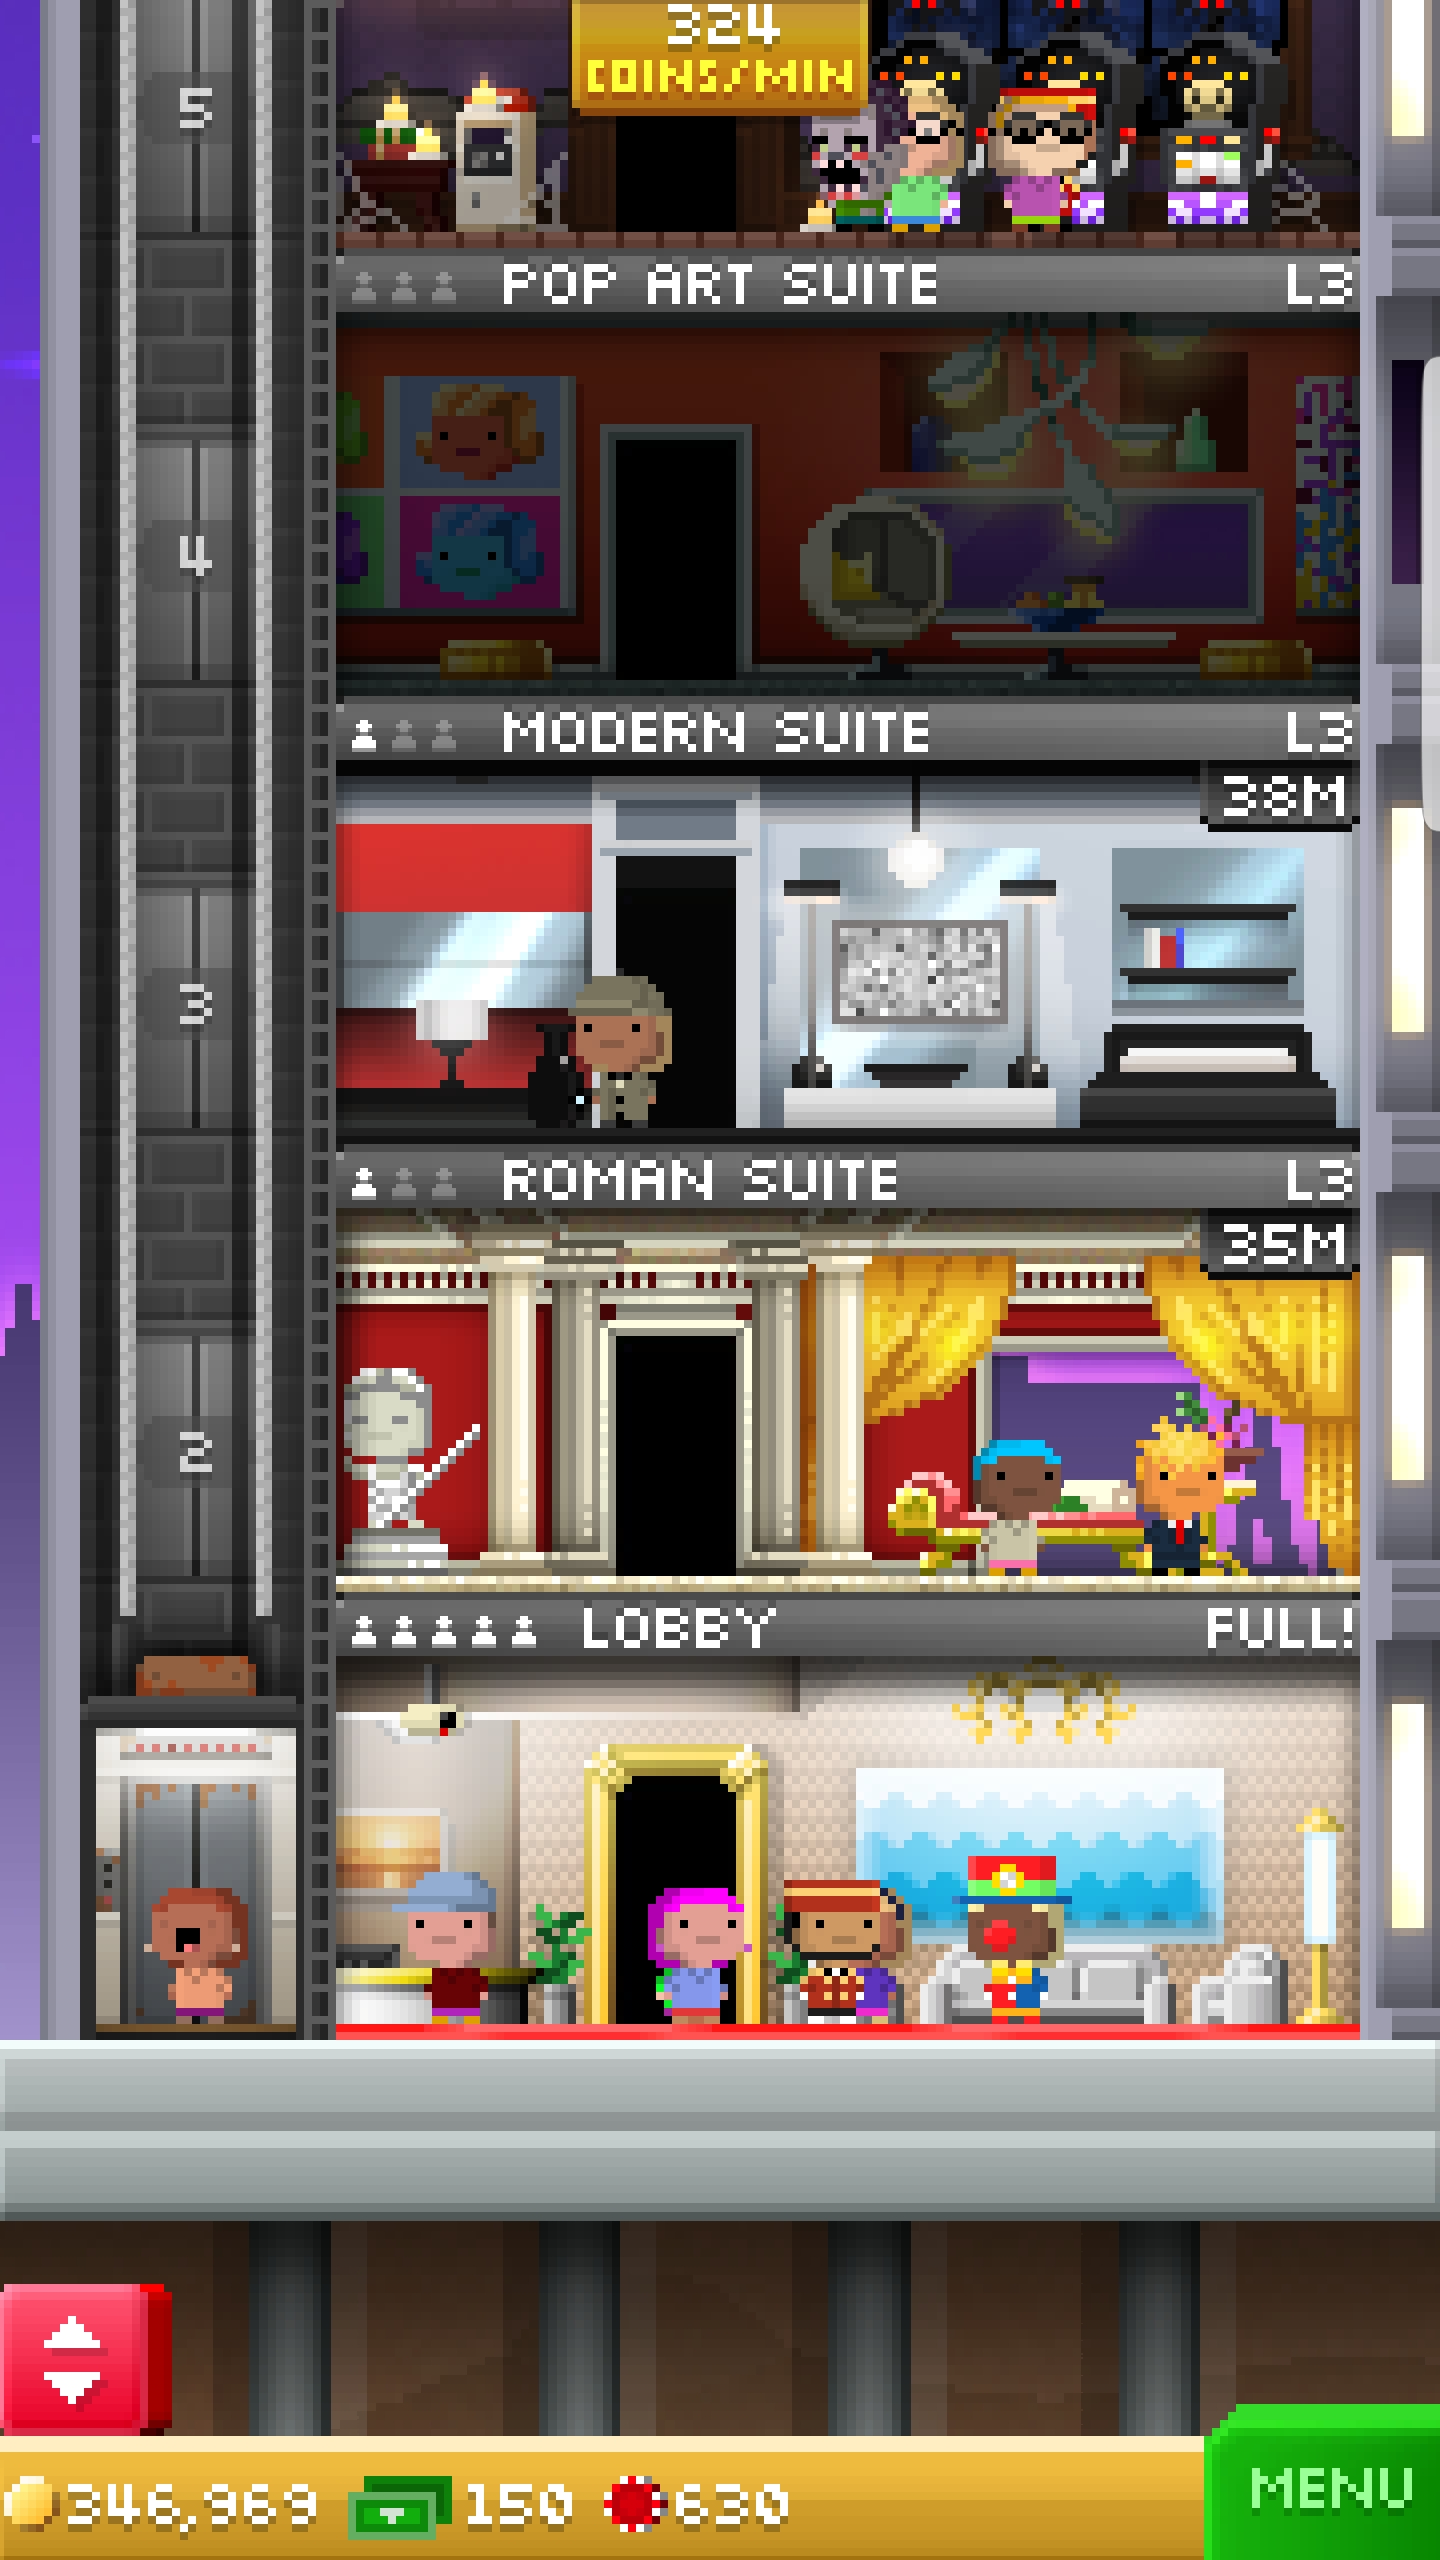 324
COINS/MIN
5
POP ART SUITE L3
4
MODERN SUITE L3
38M
3
ROMAN SUITE L3
35M
2
LOBBY FULL!
346,969 150 630
MENU